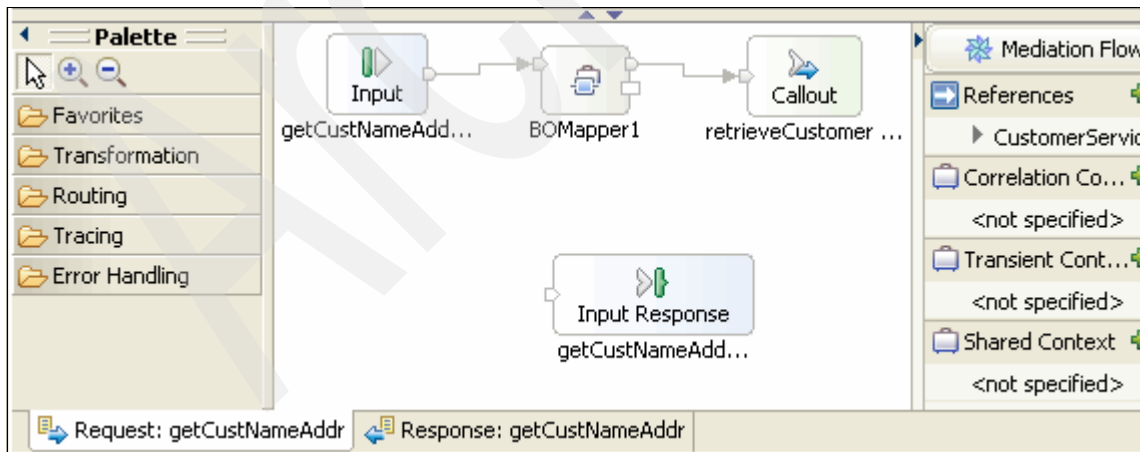 Palette
Favorites
Transformation
Routing
Tracing
Error Handling
Input
getCustNameAdd...
BOMapper1
Callout
retrieveCustomer ...
Input Response
getCustNameAdd...
Mediation Flow
References
CustomerServic
Correlation Co...
<not specified>
Transient Cont...
<not specified>
Shared Context
<not specified>
Request: getCustNameAddr
Response: getCustNameAddr